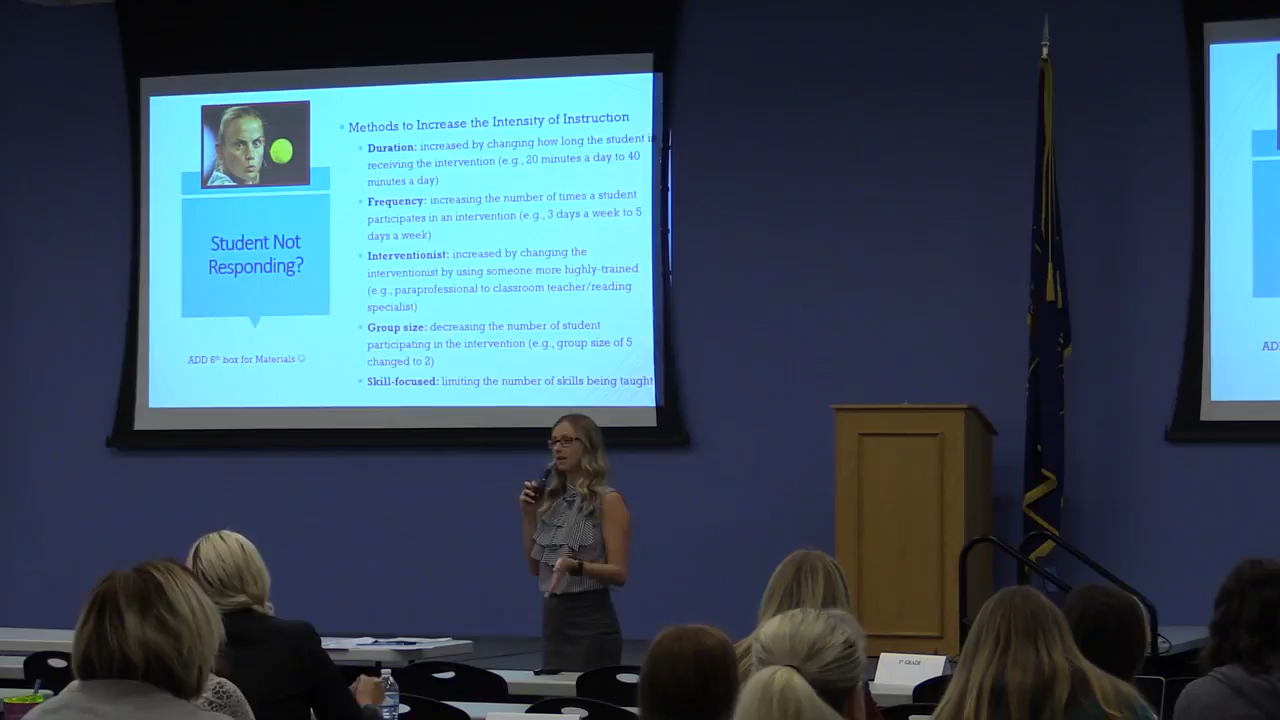 Student Not
Responding?
ADD 6th box for Materials ☺
Methods to Increase the Intensity of Instruction
Duration: increased by changing how long the student is
receiving the intervention (e.g., 20 minutes a day to 40
minutes a day)
Frequency: increasing the number of times a student
participates in an intervention (e.g., 3 days a week to 5
days a week)
Interventionist: increased by changing the
interventionist by using someone more highly-trained
(e.g., paraprofessional to classroom teacher/reading
specialist)
Group size: decreasing the number of student
participating in the intervention (e.g., group size of 5
changed to 2)
Skill-focused: limiting the number of skills being taught
AD
GRADE